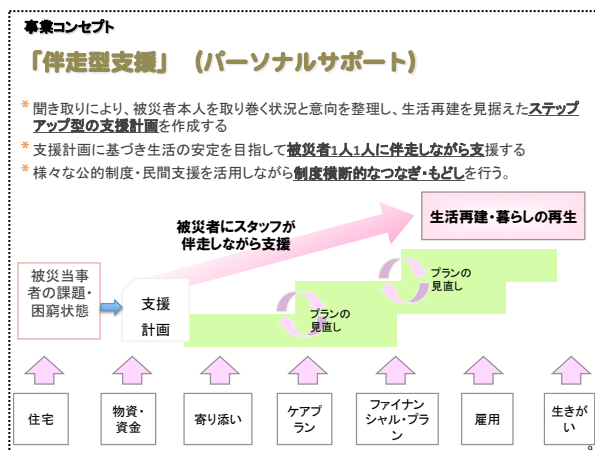 事業コンセプト
「伴走型支援」（パーソナルサポート）
* 聞き取りにより、被災者本人を取り巻く状況と意向を整理し、生活再建を見据えたステップ
アップ型の支援計画を作成する
* 支援計画に基づき生活の安定を目指して被災者1人1人に伴走しながら支援する
* 様々な公的制度・民間支援を活用しながら制度横断的なつなぎ・もどしを行う。
被災者にスタッフが
伴走しながら支援
生活再建・暮らしの再生
被災当事
者の課題・
困窮状態
支援
計画
プランの
見直し
プランの
見直し
住宅
物資・
資金
寄り添い
ケアプ
ラン
ファイナン
シャル・プラ
ン
雇用
生きが
い
9